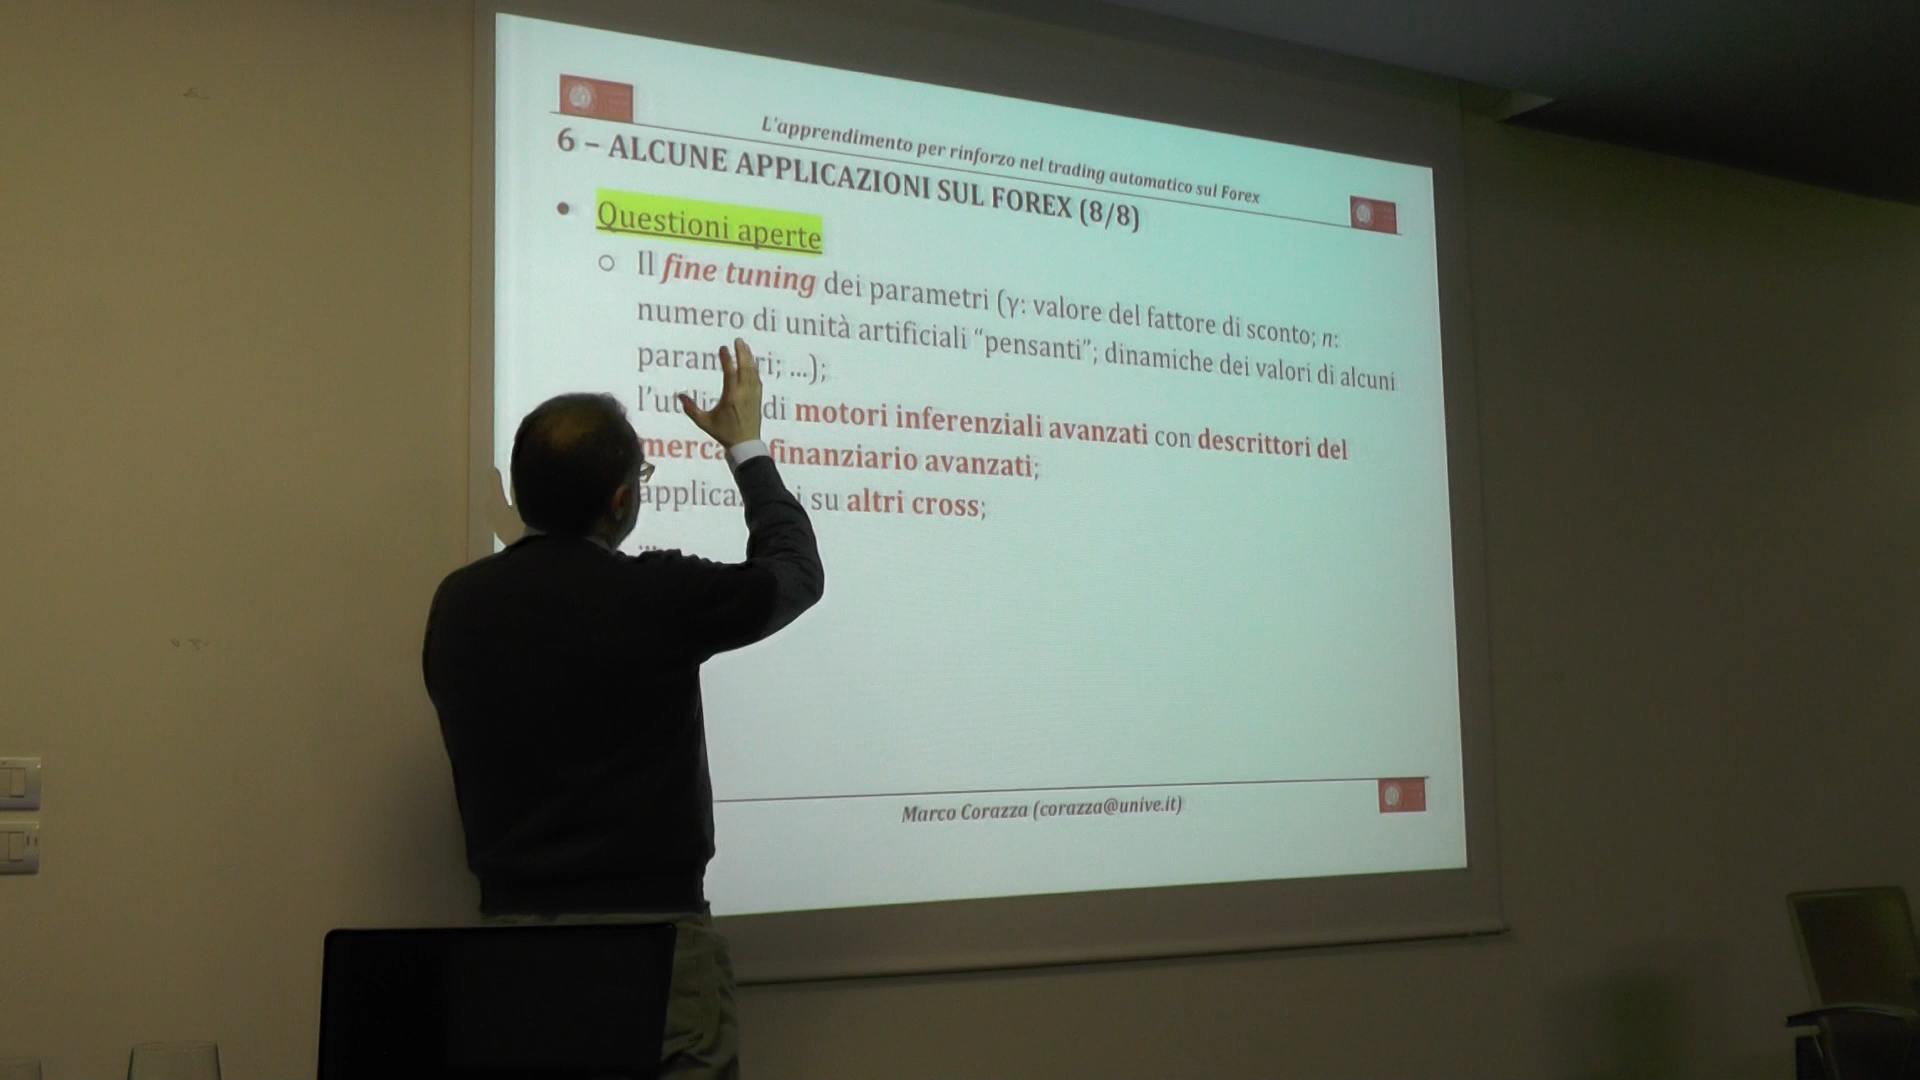 L'apprendimento per rinforzo nel trading automatico sul Forex
6 – ALCUNE APPLICAZIONI SUL FOREX (8/8)
• Questioni aperte
○ Il fine tuning dei parametri (γ: valore del fattore di sconto; n:
numero di unità artificiali “pensanti”; dinamiche dei valori di alcuni
parametri; ...);
di motori inferenziali avanzati con descrittori del
finanziario avanzati;
su altri cross;
...
Marco Corazza (corazza@unive.it)